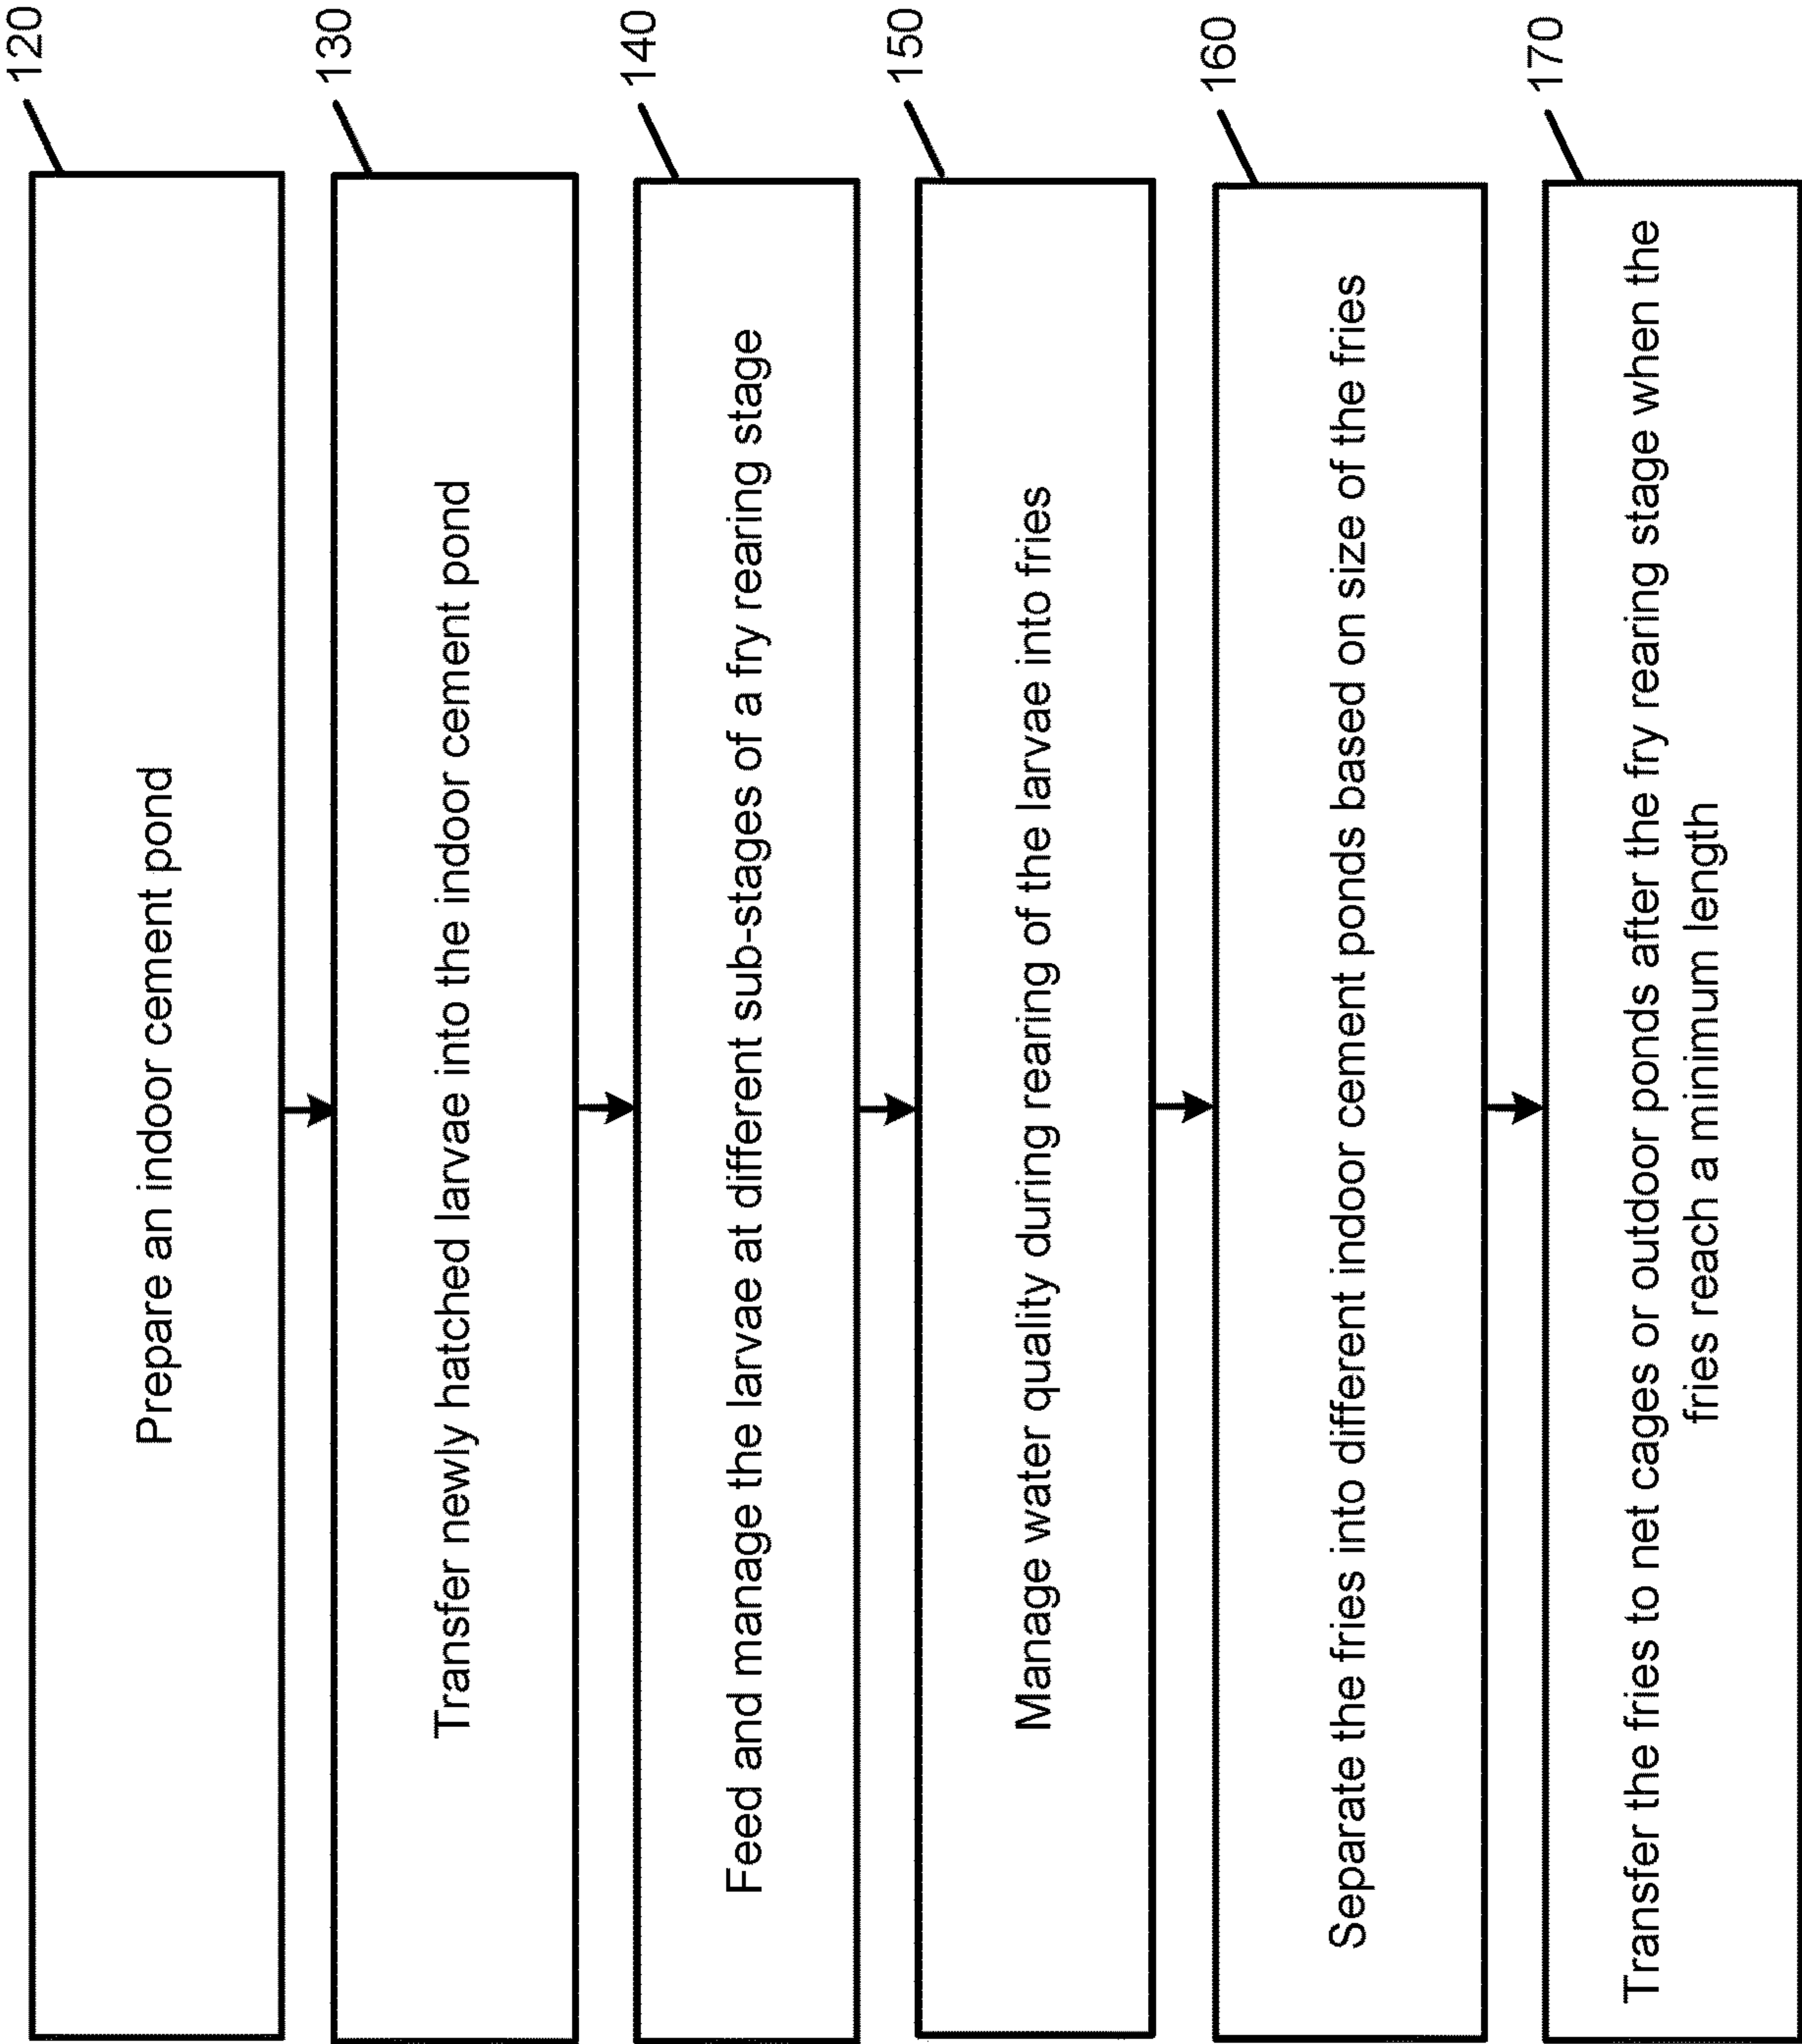 120
Prepare an indoor cement pond
130
Transfer newly hatched larvae into the indoor cement pond
140
Feed and manage the larvae at different sub-stages of a fry rearing stage
150
Manage water quality during rearing of the larvae into fries
160
Separate the fries into different indoor cement ponds based on size of the fries
170
Transfer the fries to net cages or outdoor ponds after the fry rearing stage when the
fries reach a minimum length